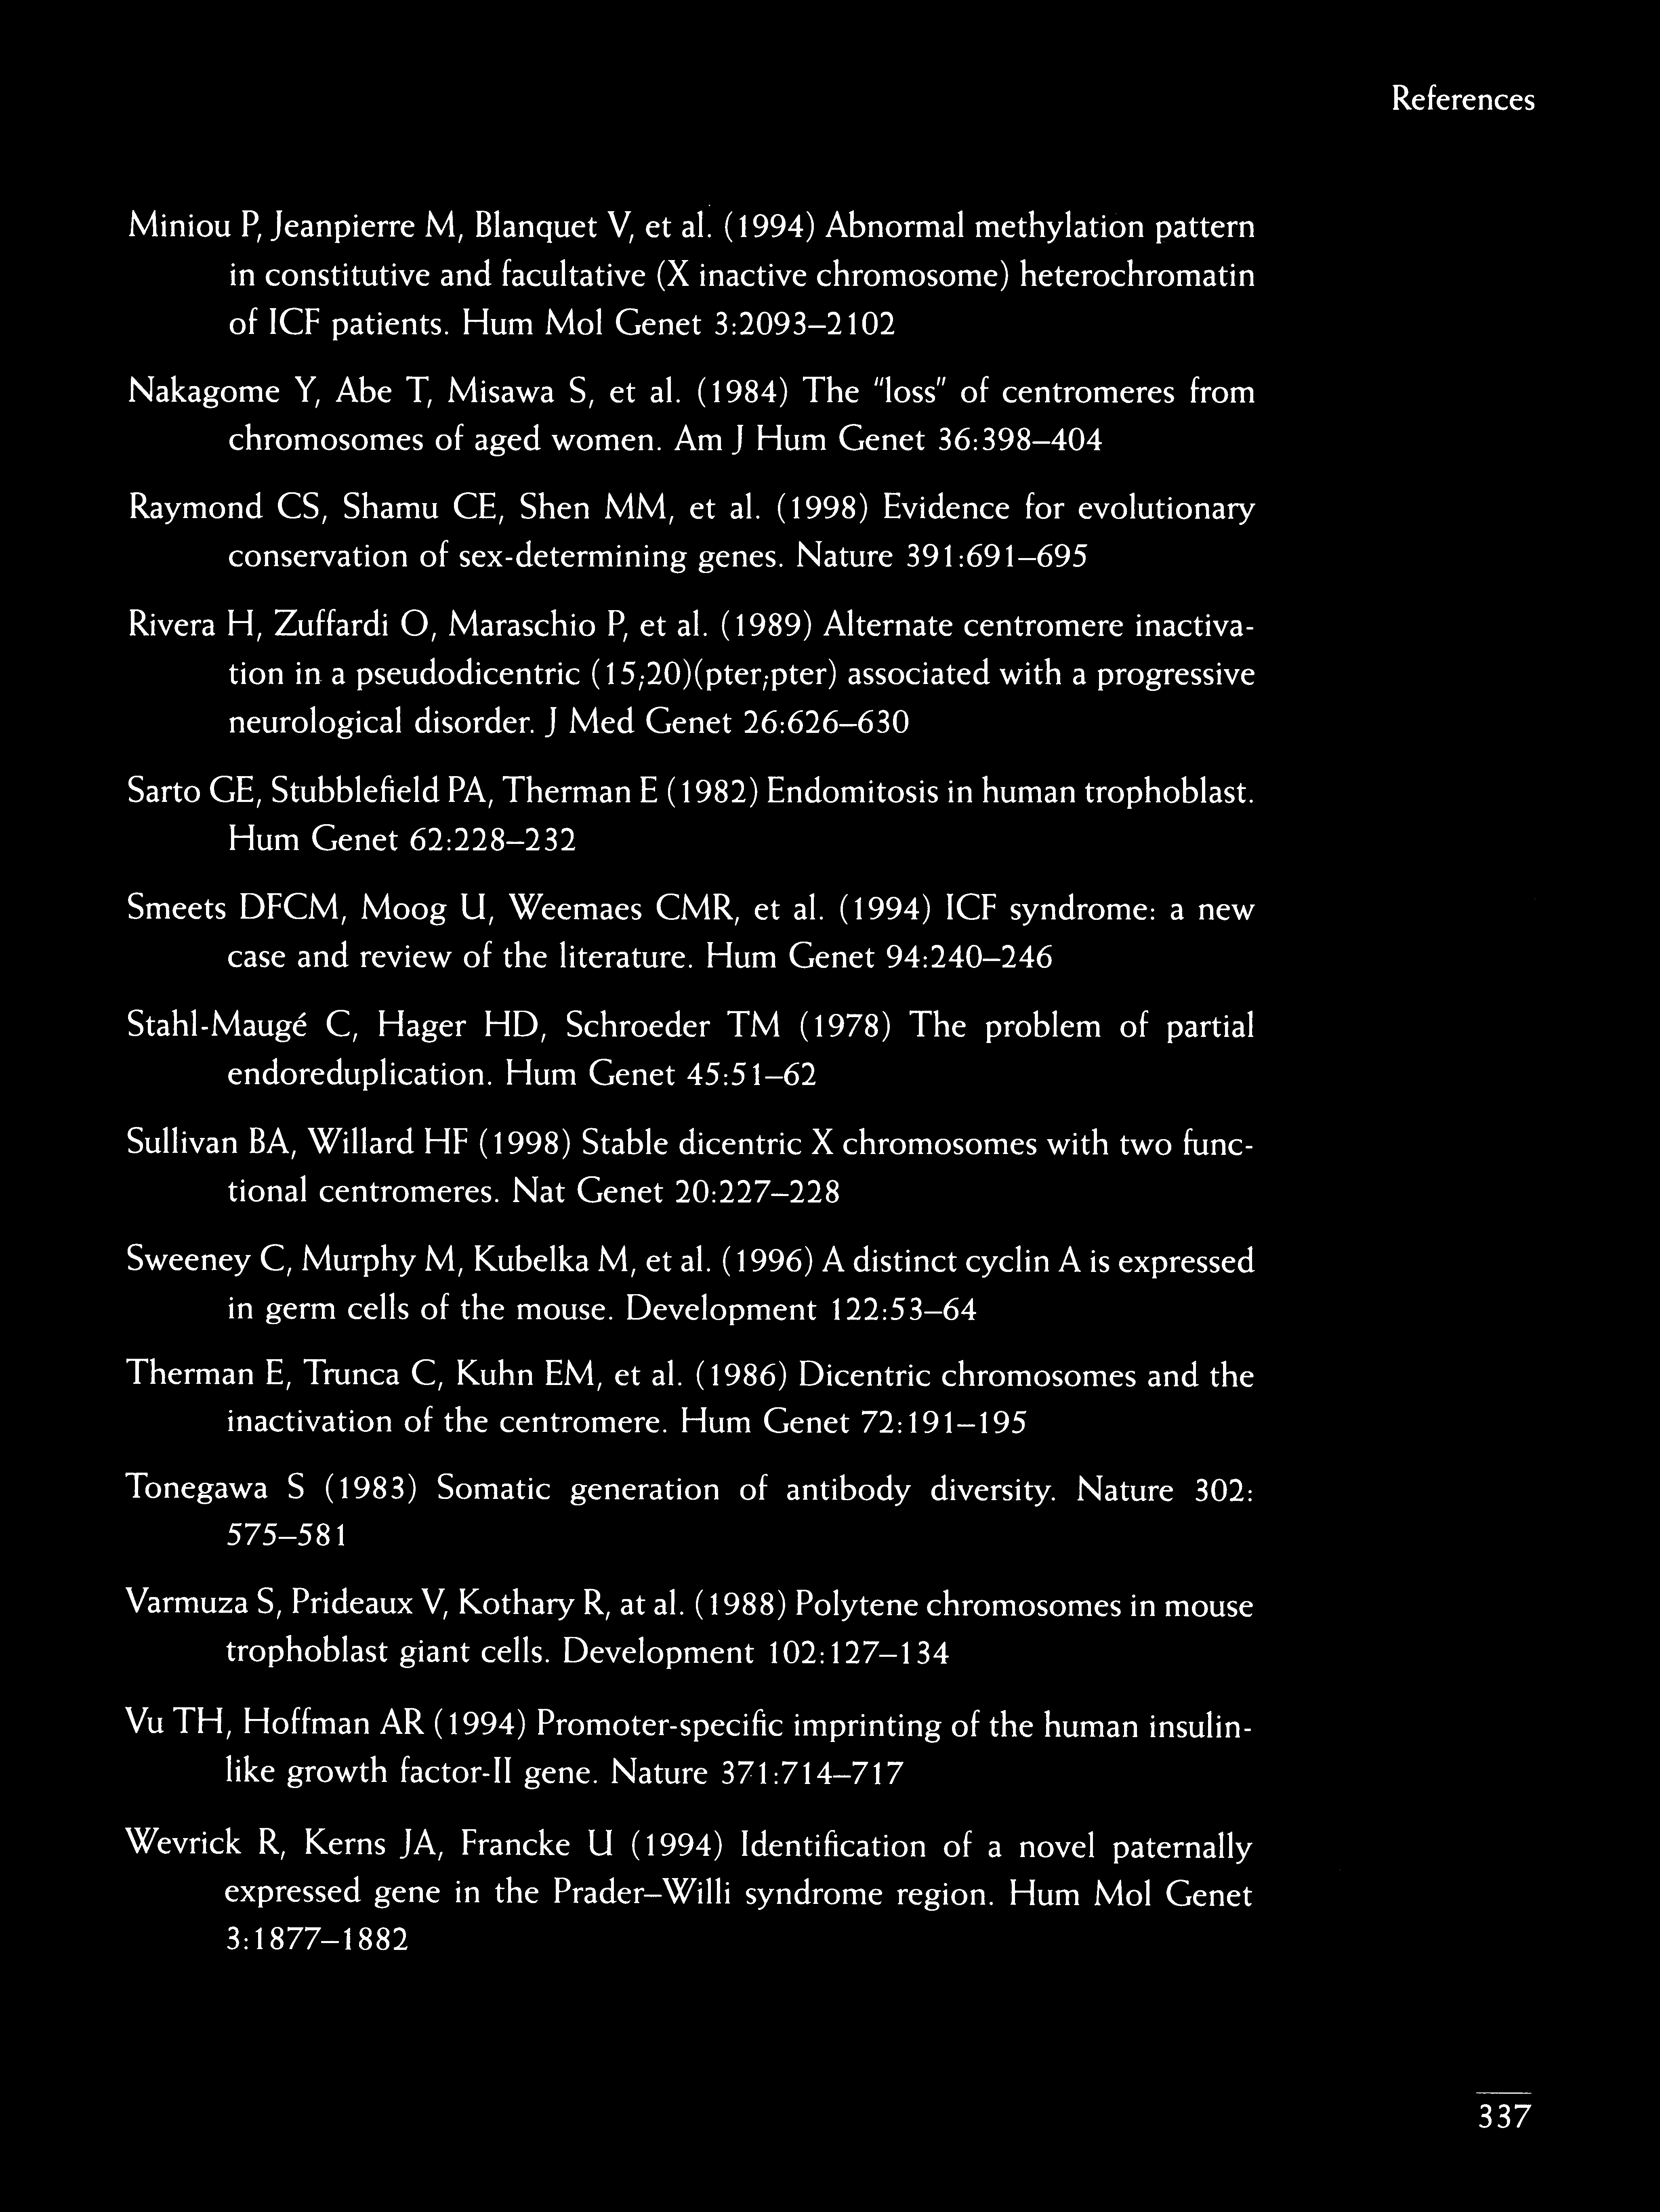 References
Miniou P, Jeanpierre M, Blanquet V, et al. (1994) Abnormal methylation pattern
in constitutive and facultative (X inactive chromosome) heterochromatin
of ICF patients. Hum Mol Genet 3:2093–2102
Nakagome Y, Abe T, Misawa S, et al. (1984) The "loss" of centromeres from
chromosomes of aged women. Am J Hum Genet 36:398–404
Raymond CS, Shamu CE, Shen MM, et al. (1998) Evidence for evolutionary
conservation of sex-determining genes. Nature 391:691–695
Rivera H, Zuffardi O, Maraschio P, et al. (1989) Alternate centromere inactiva-
tion in a pseudodicentric (15;20)(pter;pter) associated with a progressive
neurological disorder. J Med Genet 26:626–630
Sarto GE, Stubblefield PA, Therman E (1982) Endomitosis in human trophoblast.
Hum Genet 62:228–232
Smeets DFCM, Moog U, Weemaes CMR, et al. (1994) ICF syndrome: a new
case and review of the literature. Hum Genet 94:240–246
Stahl-Maugé C, Hager HD, Schroeder TM (1978) The problem of partial
endoreduplication. Hum Genet 45:51–62
Sullivan BA, Willard HF (1998) Stable dicentric X chromosomes with two func-
tional centromeres. Nat Genet 20:227–228
Sweeney C, Murphy M, Kubelka M, et al. (1996) A distinct cyclin A is expressed
in germ cells of the mouse. Development 122:53–64
Therman E, Trunca C, Kuhn EM, et al. (1986) Dicentric chromosomes and the
inactivation of the centromere. Hum Genet 72:191–195
Tonegawa S (1983) Somatic generation of antibody diversity. Nature 302:
575–581
Varmuza S, Prideaux V, Kothary R, at al. (1988) Polytene chromosomes in mouse
trophoblast giant cells. Development 102:127–134
Vu TH, Hoffman AR (1994) Promoter-specific imprinting of the human insulin-
like growth factor-II gene. Nature 371:714–717
Wevrick R, Kerns JA, Francke U (1994) Identification of a novel paternally
expressed gene in the Prader–Willi syndrome region. Hum Mol Genet
3:1877–1882
337